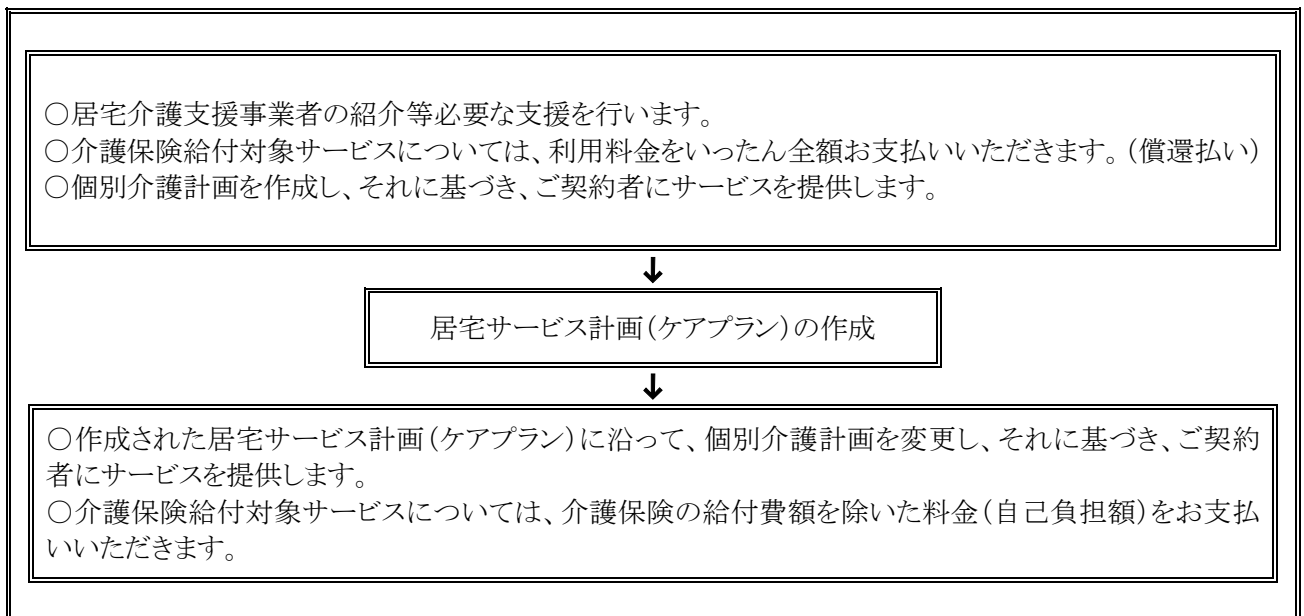 ○居宅介護支援事業者の紹介等必要な支援を行います。
○介護保険給付対象サービスについては、利用料金をいったん全額お支払いいただきます。(償還払い)
○個別介護計画を作成し、それに基づき、ご契約者にサービスを提供します。
↓
居宅サービス計画(ケアプラン)の作成
↓
○作成された居宅サービス計画(ケアプラン)に沿って、個別介護計画を変更し、それに基づき、ご契約
者にサービスを提供します。
○介護保険給付対象サービスについては、介護保険の給付費額を除いた料金(自己負担額)をお支払
いいただきます。